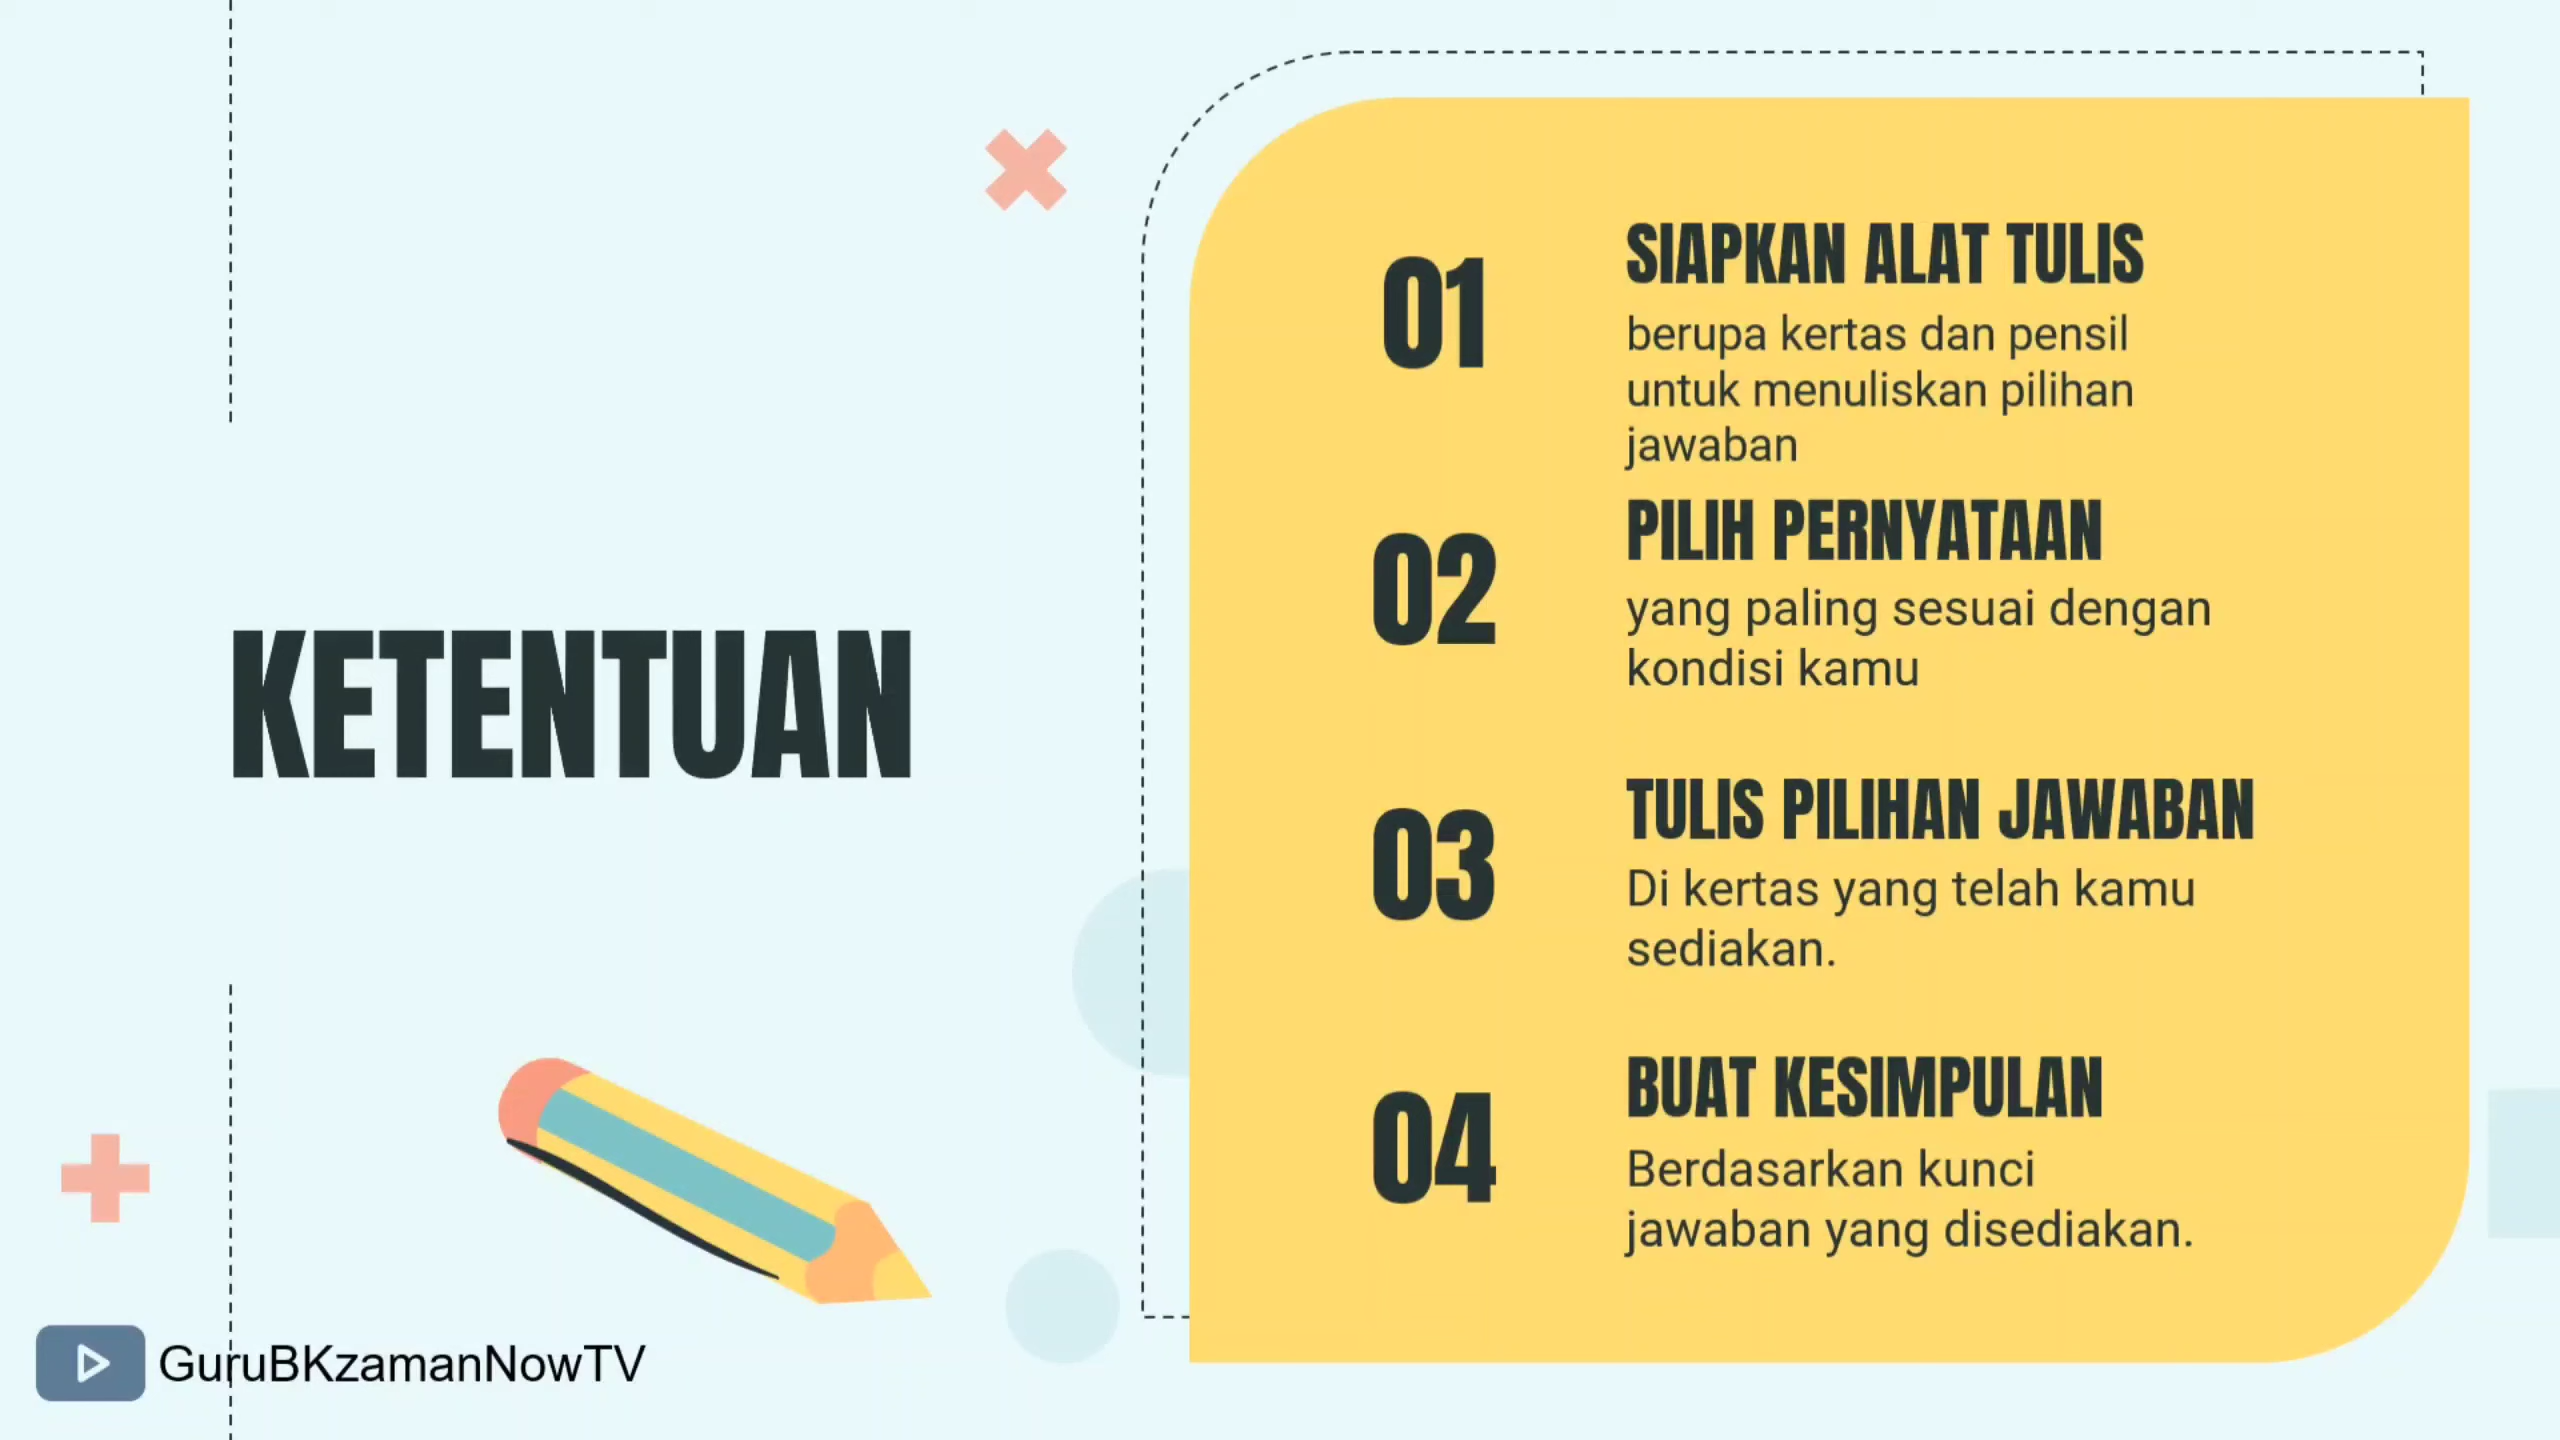 KETENTUAN
01
SIAPKAN ALAT TULIS
berupa kertas dan pensil
untuk menuliskan pilihan
jawaban
02
PILIH PERNYATAAN
yang paling sesuai dengan
kondisi kamu
03
TULIS PILIHAN JAWABAN
Di kertas yang telah kamu
sediakan.
04
BUAT KESIMPULAN
Berdasarkan kunci
jawaban yang disediakan.
GuruBKzamanNowTV